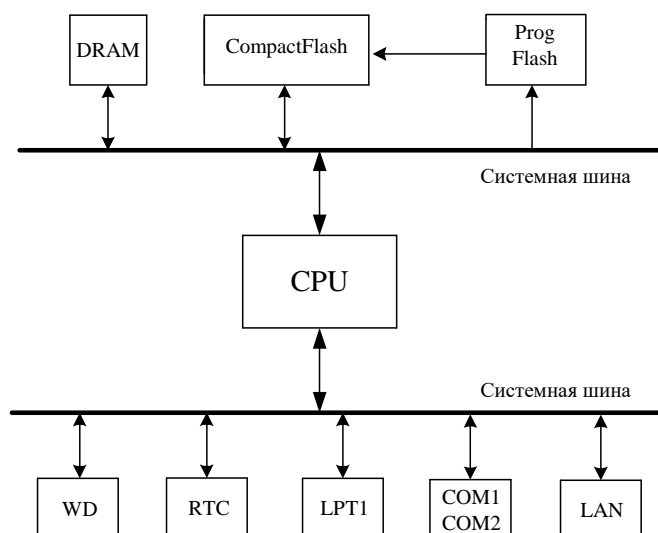 DRAM
CompactFlash
Prog
Flash
Системная шина
CPU
Системная шина
WD
RTC
LPT1
COM1
COM2
LAN